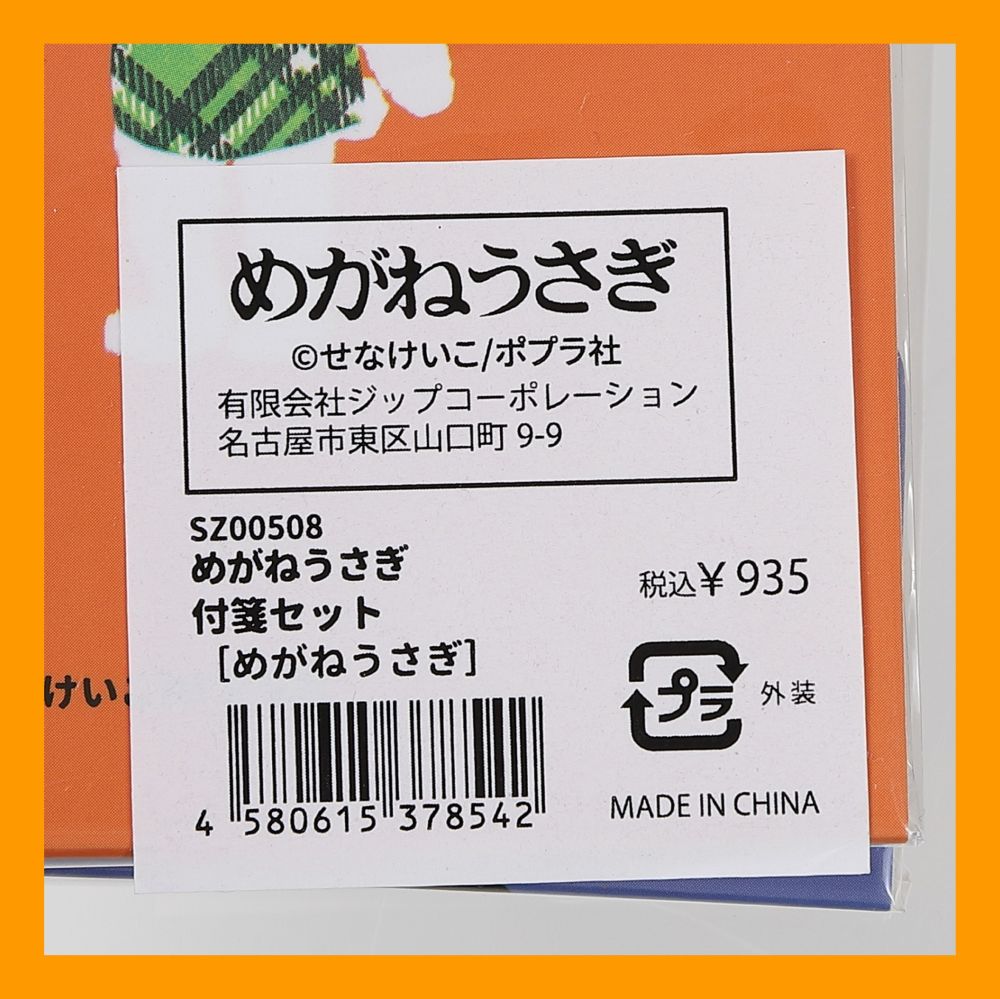 めがねうさぎ
©せなけいこ/ポプラ社
有限会社ジップコーポレーション
名古屋市東区山口町 9-9
SZ00508
めがねうさぎ
付箋セット
［めがねうさぎ］
税込￥935
プラ 外装
MADE IN CHINA
4 580615 378542
けいこ